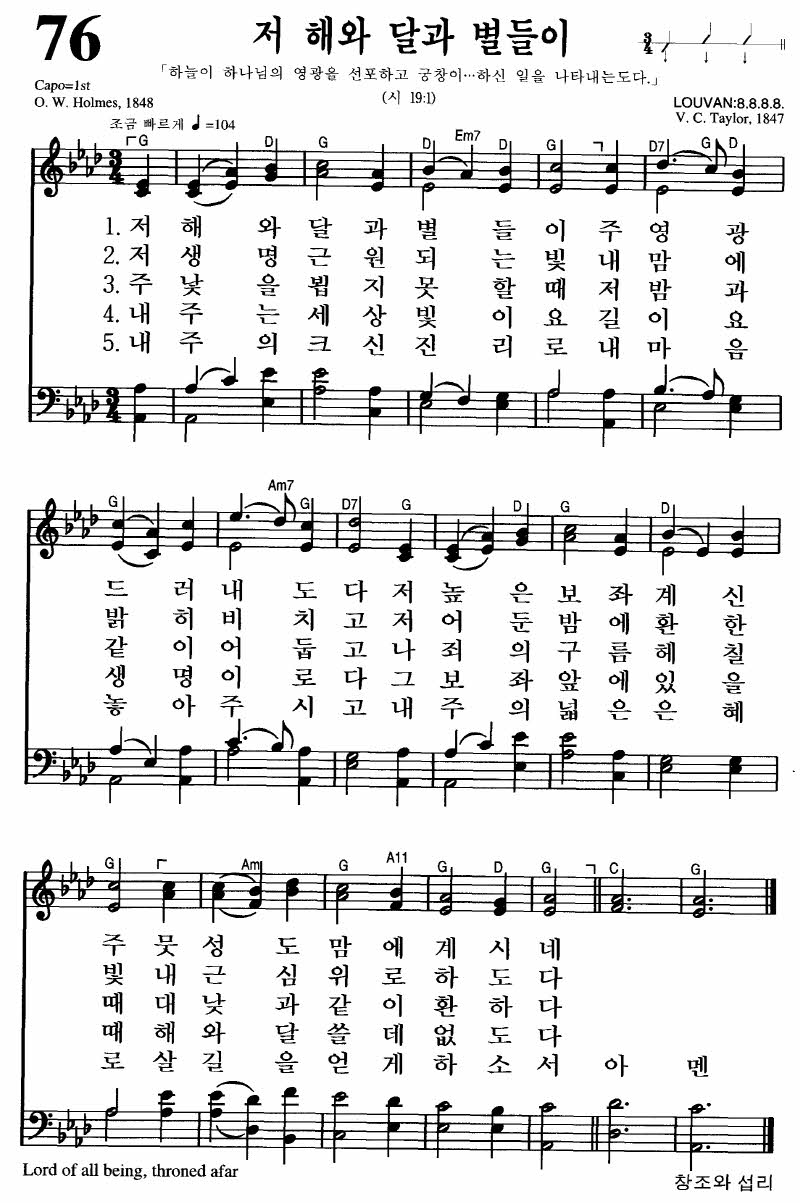 76
저 해와 달과 별들이
「하늘이 하나님의 영광을 선포하고 궁창이…하신 일을 나타내는도다.」
(시 19:1)
Capo=1st
O. W. Holmes, 1848
LOUVAN:8.8.8.8.
V. C. Taylor, 1847
조금 빠르게 ♩=104
G D G D Em7 D G D7 G D
1. 저 해 와 달 과 별 들 이 주 영 광
2. 저 생 명 근 원 되 는 빛 내 맘 에
3. 주 낯 을 뵙 지 못 할 때 저 밤 과
4. 내 주 는 세 상 빛 이 요 길 이 요
5. 내 주 의 크 신 진 리 로 내 마 음
G Am7 G D7 G D G D
드 러 내 도 다 저 높 은 보 좌 계 신
밝 히 비 치 고 저 어 둔 밤 에 환 한
같 이 어 둡 고 나 죄 의 구 름 헤 칠
생 명 이 로 다 그 보 좌 앞 에 있 을
놓 아 주 시 고 내 주 의 넓 은 은 혜
G Am G A11 G D G C G
주 뭇 성 도 맘 에 계 시 네
빛 내 근 심 위 로 하 도 다
때 대 낮 과 같 이 환 하 다
때 해 와 달 쓸 데 없 도 다
로 살 길 을 얻 게 하 소 서 아 멘
Lord of all being, throned afar
창조와 섭리